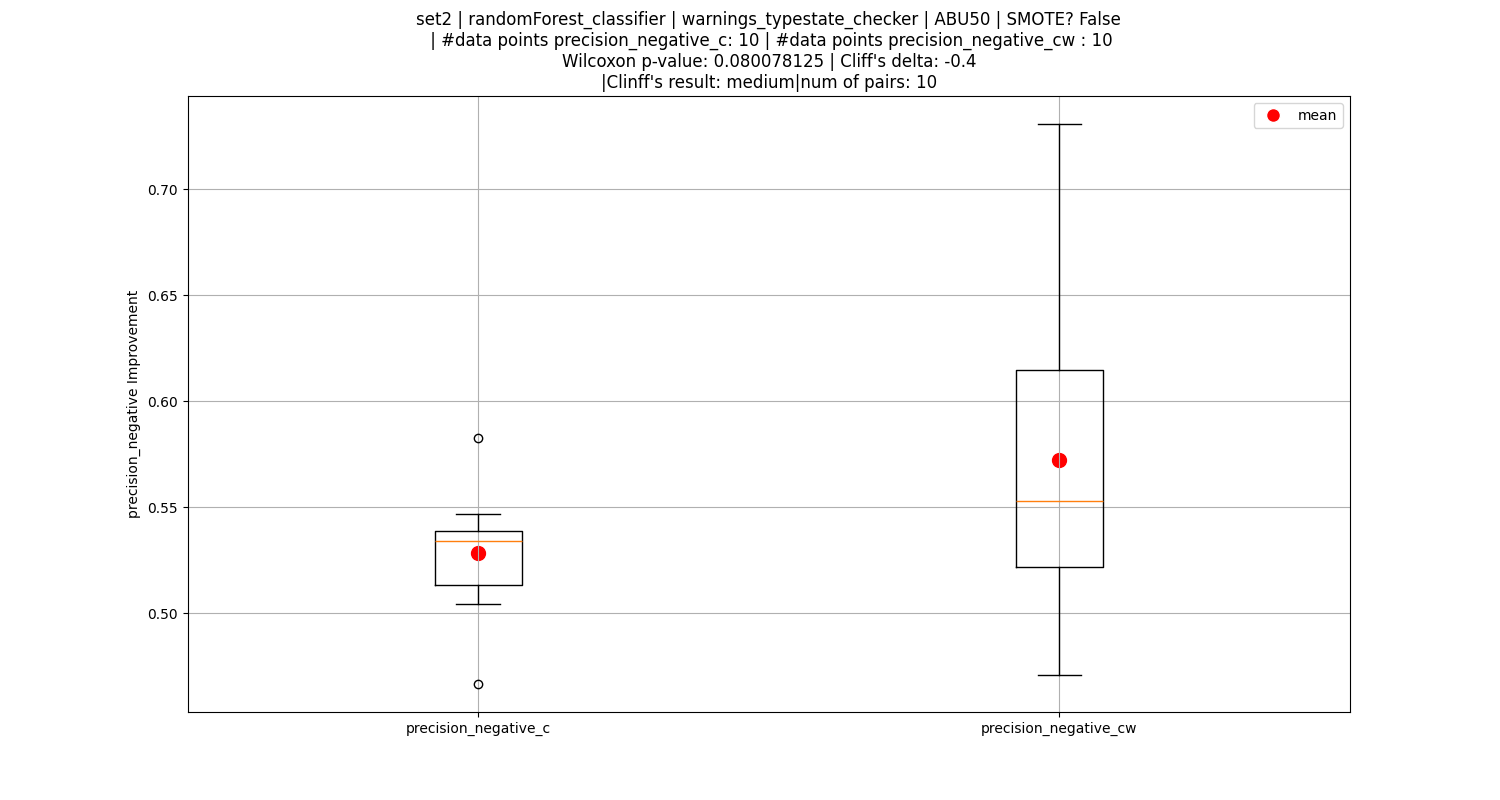 set2 | randomForest_classifier | warnings_typestate_checker | ABU50 | SMOTE? False
| #data points precision_negative_c: 10 | #data points precision_negative_cw : 10
Wilcoxon p-value: 0.080078125 | Cliff's delta: -0.4
|Clinff's result: medium|num of pairs: 10
mean
precision_negative Improvement
0.70
0.65
0.60
0.55
0.50
precision_negative_c
precision_negative_cw